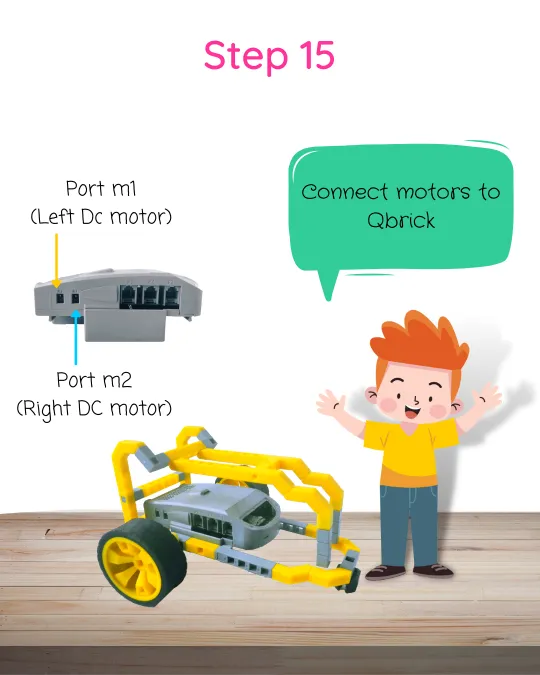 Step 15
Port m1
(Left Dc motor)
Connect motors to
Qbrick
Port m2
(Right DC motor)